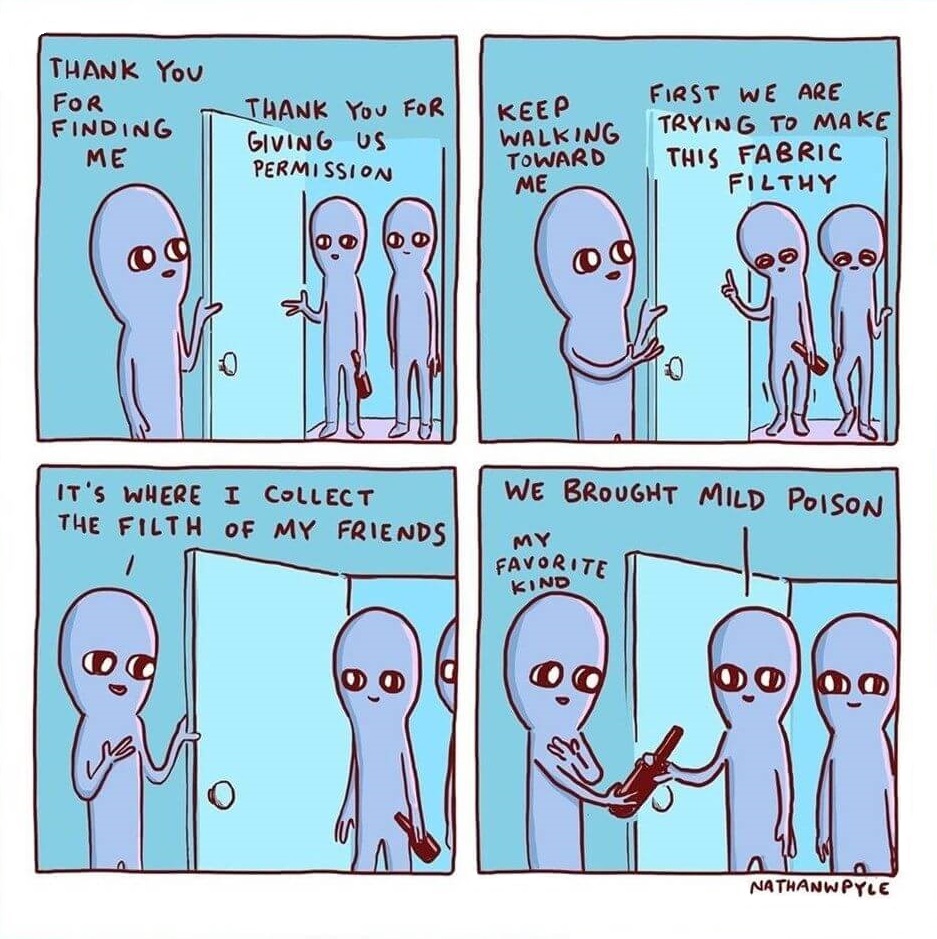 THANK YOU
FOR
FINDING
ME
THANK YOU FOR
GIVING US
PERMISSION
KEEP
WALKING
TOWARD
ME
FIRST WE ARE
TRYING TO MAKE
THIS FABRIC
FILTHY
IT'S WHERE I COLLECT
THE FILTH OF MY FRIENDS
WE BROUGHT MILD POISON
MY
FAVORITE
KIND
NATHANWPYLE